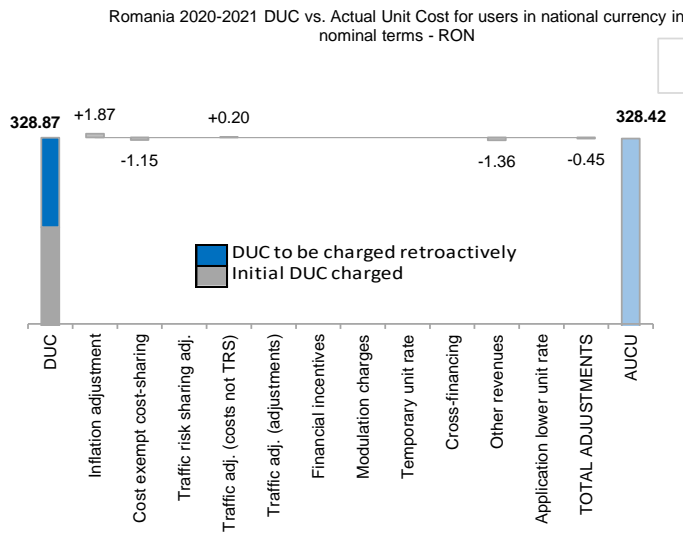 Romania 2020-2021 DUC vs. Actual Unit Cost for users in national currency in
nominal terms - RON
328.87
+1.87
-1.15
+0.20
-1.36
-0.45
328.42
DUC to be charged retroactively
Initial DUC charged
DUC
Inflation adjustment
Cost exempt cost-sharing
Traffic risk sharing adj.
Traffic adj. (costs not TRS)
Traffic adj. (adjustments)
Financial incentives
Modulation charges
Temporary unit rate
Cross-financing
Other revenues
Application lower unit rate
TOTAL ADJUSTMENTS
AUCU